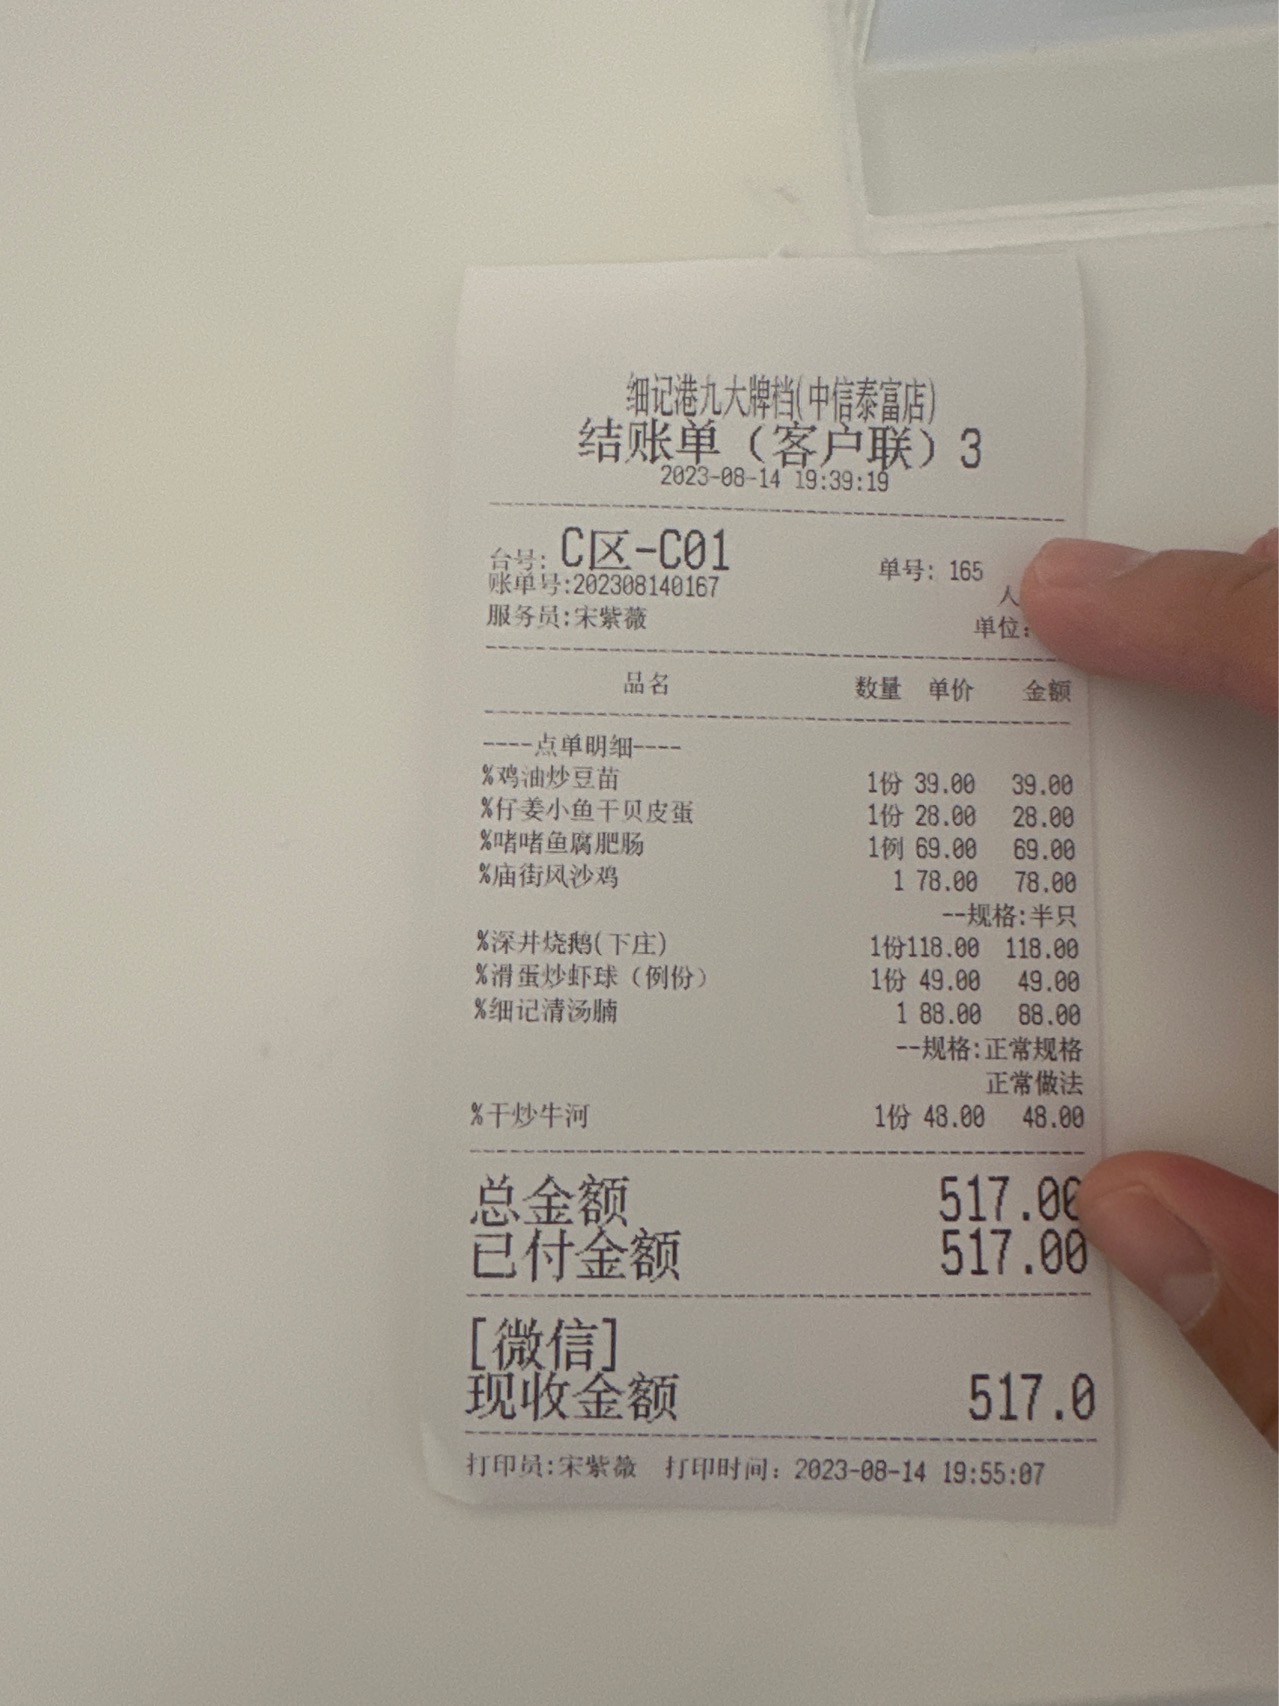 细记港九大牌档(中信泰富店)
结账单（客户联）3
2023-08-14 19:39:19
台号: C区-C01 单号: 165
账单号:202308140167 人
服务员:宋紫薇 单位:
品名 数量 单价 金额
----点单明细----
%鸡油炒豆苗 1份 39.00 39.00
%仔姜小鱼干贝皮蛋 1份 28.00 28.00
%啫啫鱼腐肥肠 1例 69.00 69.00
%庙街风沙鸡 1 78.00 78.00
--规格:半只
%深井烧鹅(下庄) 1份118.00 118.00
%滑蛋炒虾球（例份） 1份 49.00 49.00
%细记清汤腩 1 88.00 88.00
--规格:正常规格
正常做法
%干炒牛河 1份 48.00 48.00
总金额 517.00
已付金额 517.00
[微信]
现收金额 517.0
打印员:宋紫薇 打印时间: 2023-08-14 19:55:07